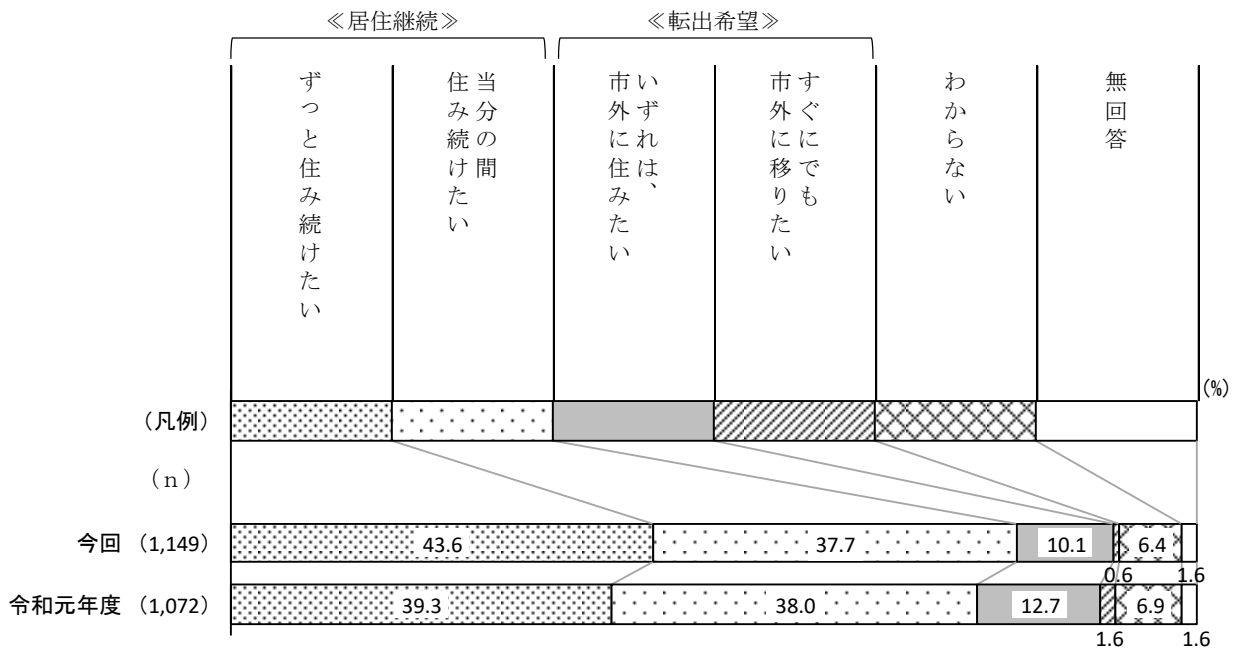 ≪居住継続≫ ≪転出希望≫
ずっと住み続けたい
当分の間
住み続けたい
いずれは、
市外に住みたい
すぐにでも
市外に移りたい
わからない
無回答
(%)
（凡例）
（ｎ）
今回 （1,149） 43.6 37.7 10.1 0.6 6.4 1.6
令和元年度 （1,072） 39.3 38.0 12.7 1.6 6.9 1.6